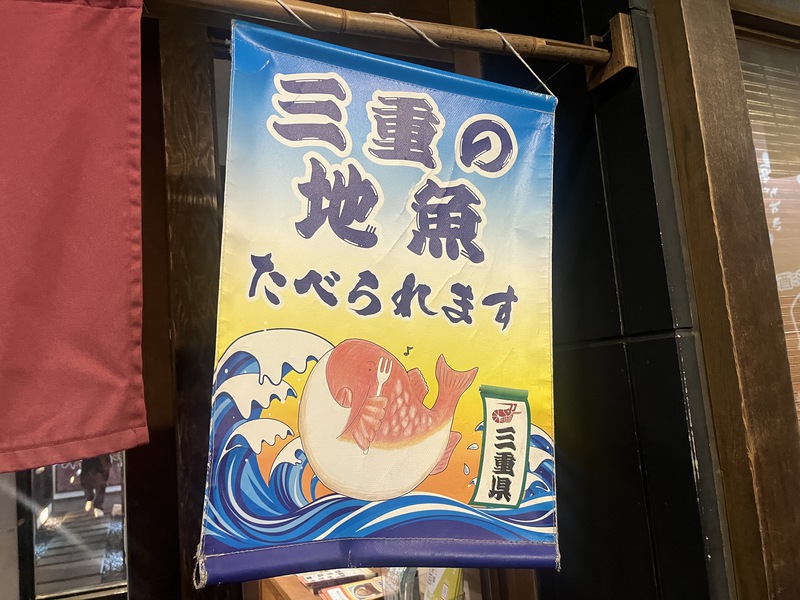 三重の
地魚
たべられます
三重県